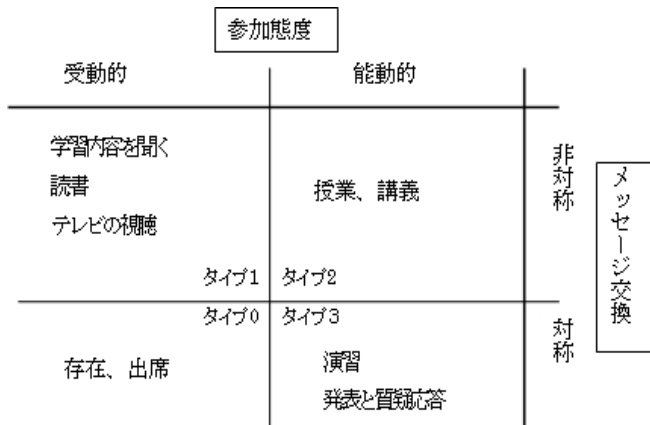 参加態度
受動的
能動的
学習内容を聞く
読書
テレビの視聴
授業、講義
非対称
メッセージ交換
タイプ1
タイプ2
タイプ0
タイプ3
対称
存在、出席
演習
発表と質疑応答